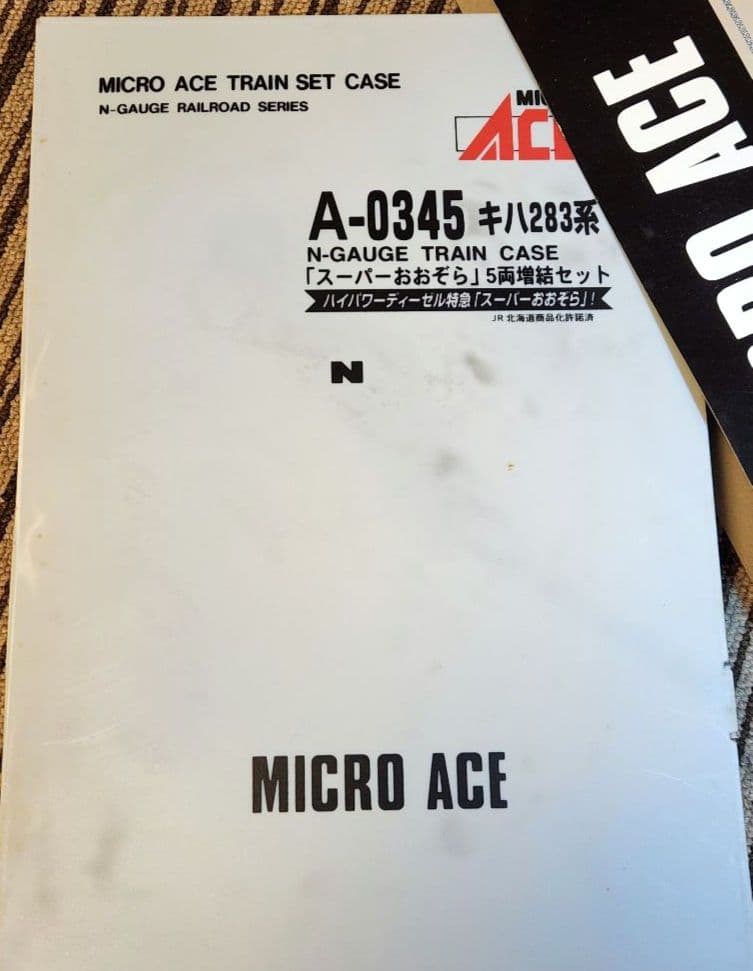 MICRO ACE TRAIN SET CASE
N-GAUGE RAILROAD SERIES
ACE
A-0345 キハ283系
N-GAUGE TRAIN CASE
「スーパーおおぞら」5両増結セット
ハイパワーディーゼル特急「スーパーおおぞら」!
JR北海道商品化許諾済
N
MICRO ACE
ACE